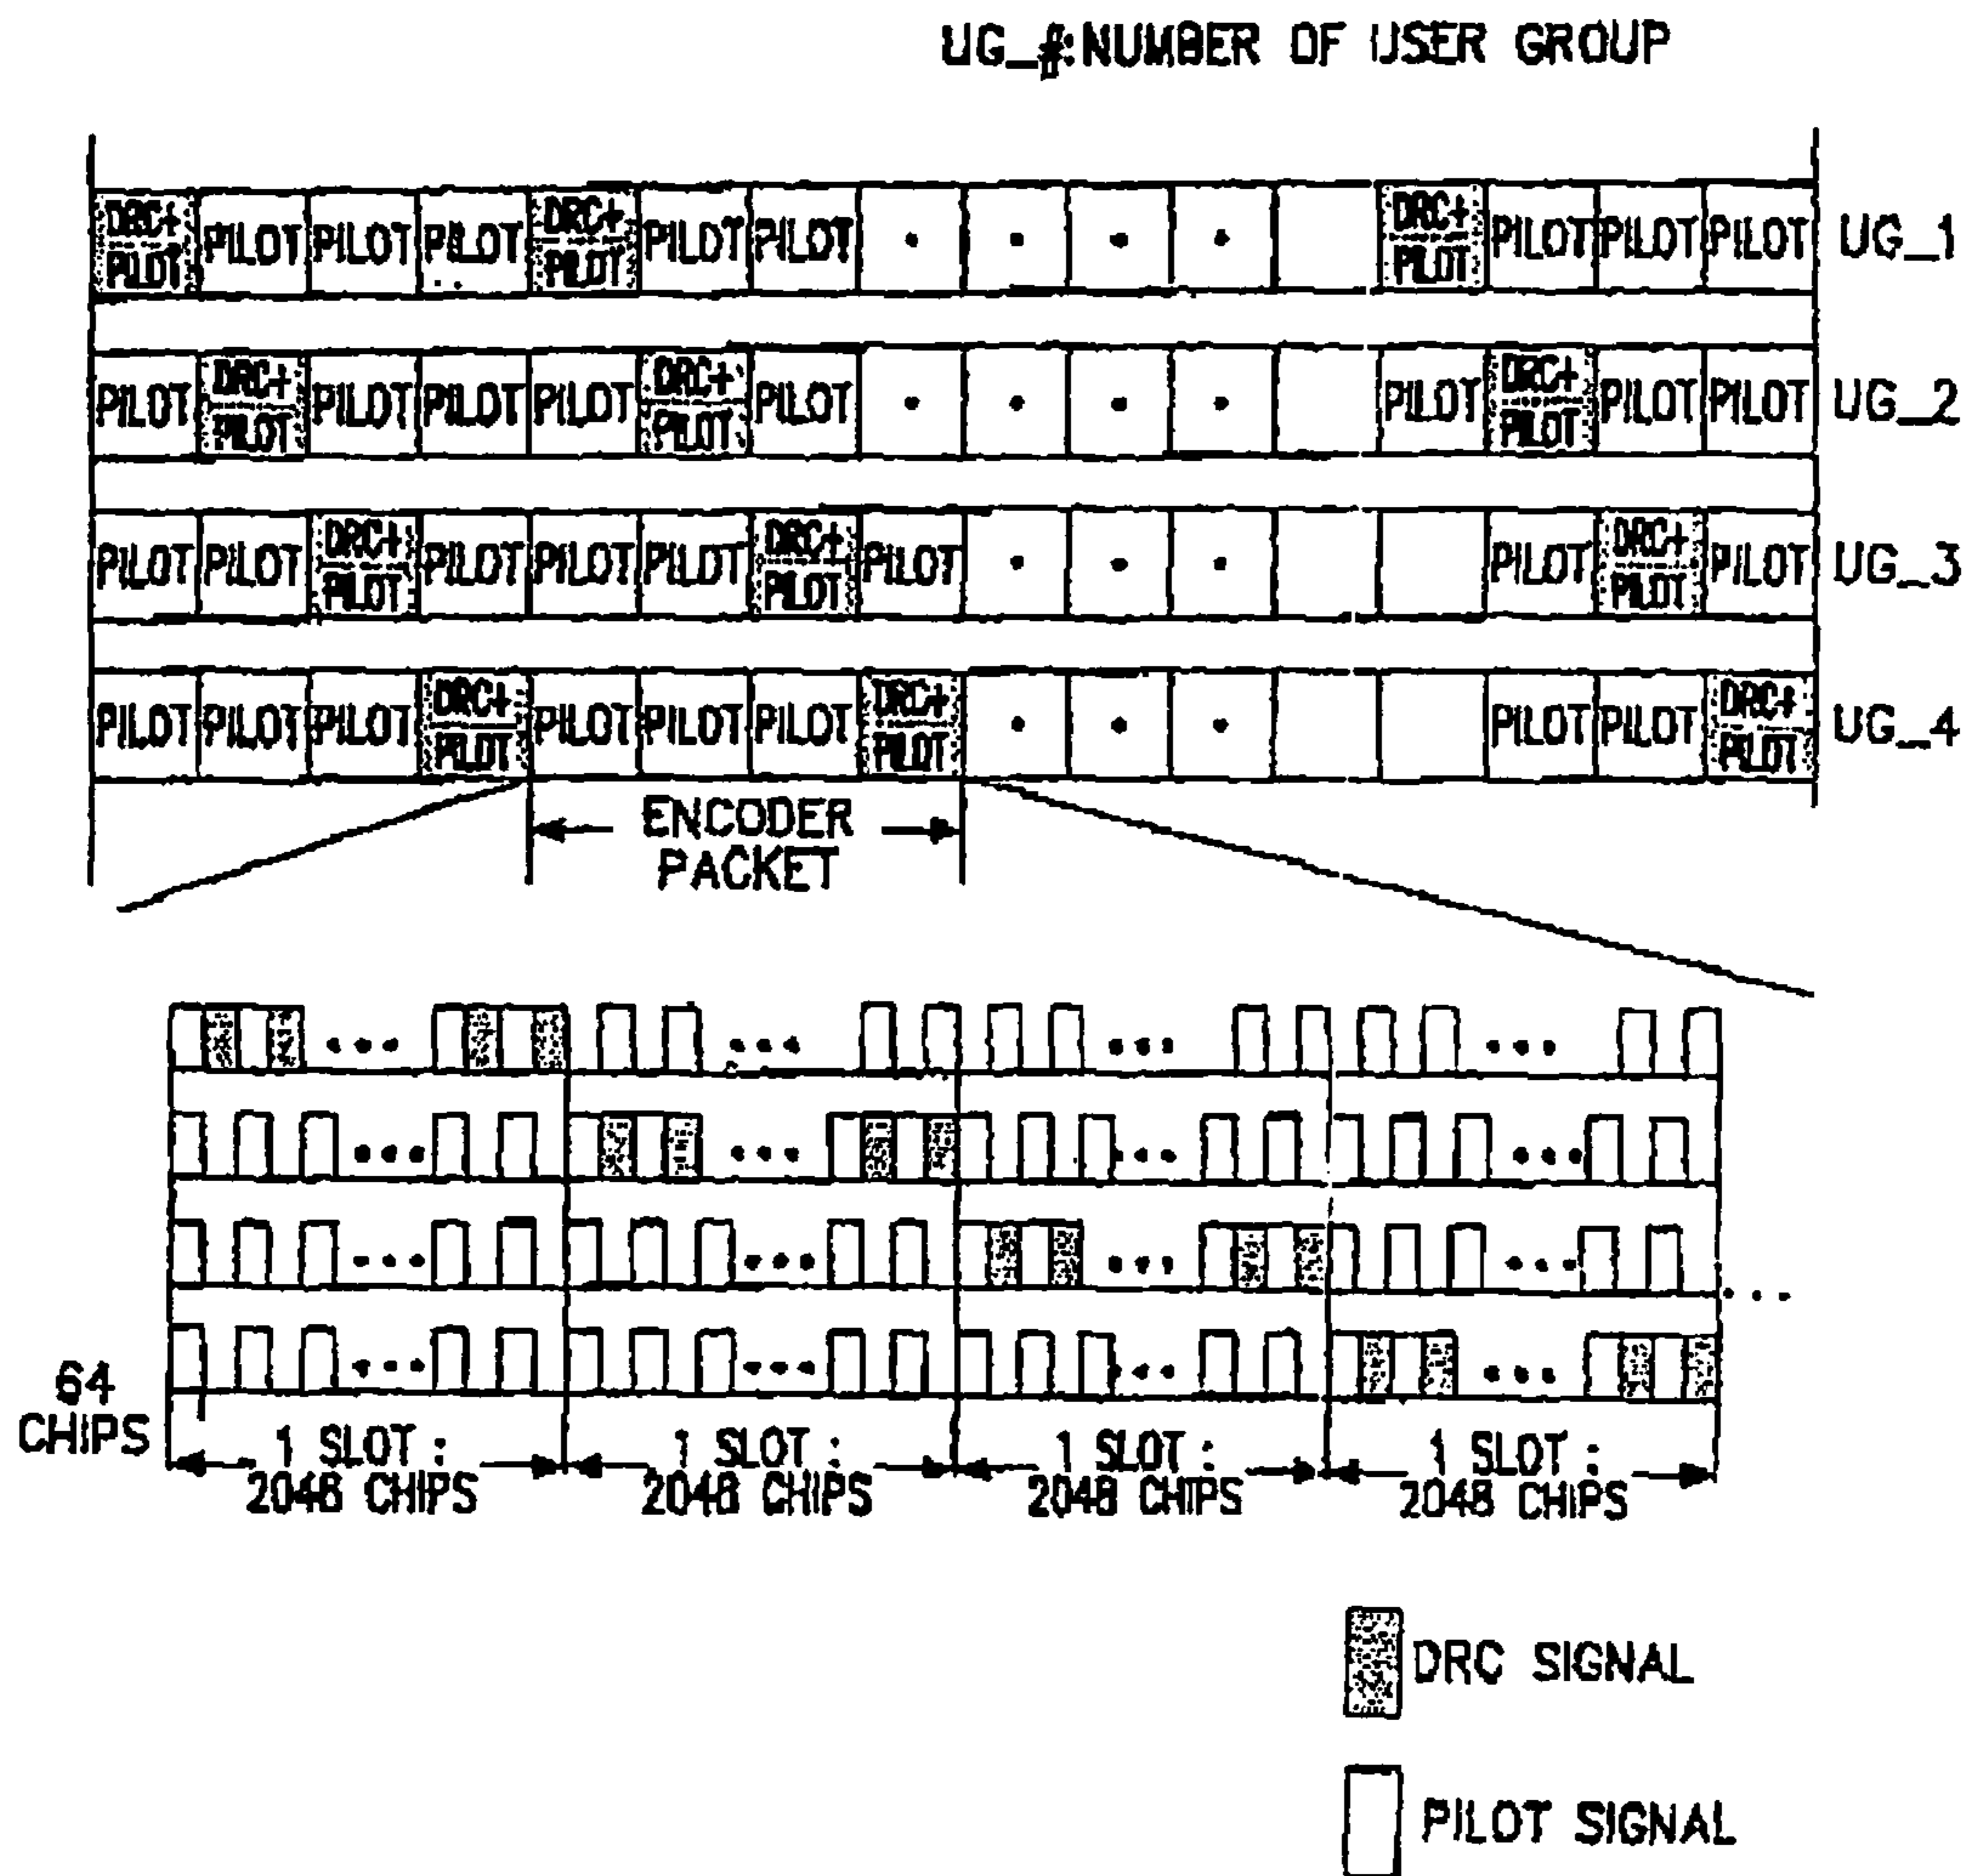 UG_#:NUMBER OF USER GROUP
DRC+ PILOT PILOT PILOT PILOT DRC+ PILOT PILOT PILOT . . . . DRC+ PILOT PILOT PILOT PILOT UG_1
PILOT DRC+ PILOT PILOT PILOT PILOT DRC+ PILOT PILOT . . . . PILOT DRC+ PILOT PILOT PILOT UG_2
PILOT PILOT DRC+ PILOT PILOT PILOT PILOT DRC+ PILOT PILOT . . . PILOT DRC+ PILOT PILOT UG_3
PILOT PILOT PILOT DRC+ PILOT PILOT PILOT PILOT DRC+ PILOT . . . PILOT PILOT DRC+ PILOT UG_4
ENCODER
PACKET
64
CHIPS
1 SLOT :
2048 CHIPS
1 SLOT :
2048 CHIPS
1 SLOT :
2048 CHIPS
1 SLOT :
2048 CHIPS
DRC SIGNAL
PILOT SIGNAL